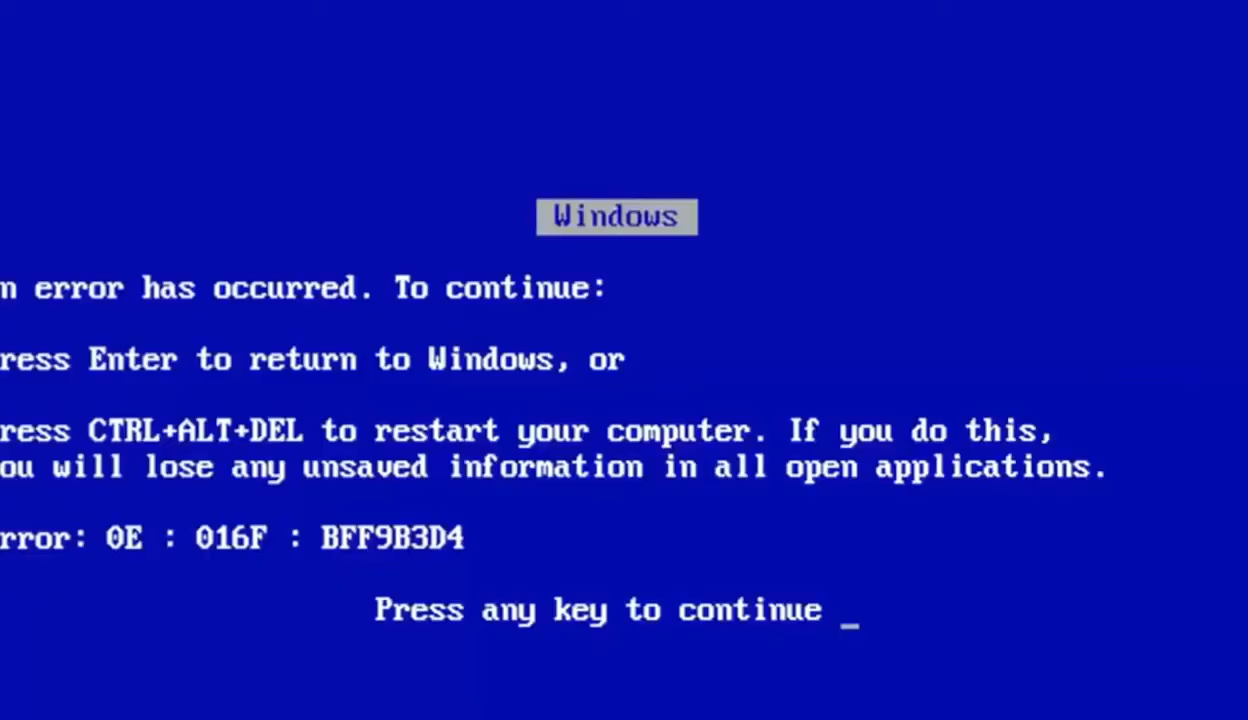 Windows
n error has occurred. To continue:
ress Enter to return to Windows, or
ress CTRL+ALT+DEL to restart your computer. If you do this,
ou will lose any unsaved information in all open applications.
rror: 0E : 016F : BFF9B3D4
Press any key to continue _